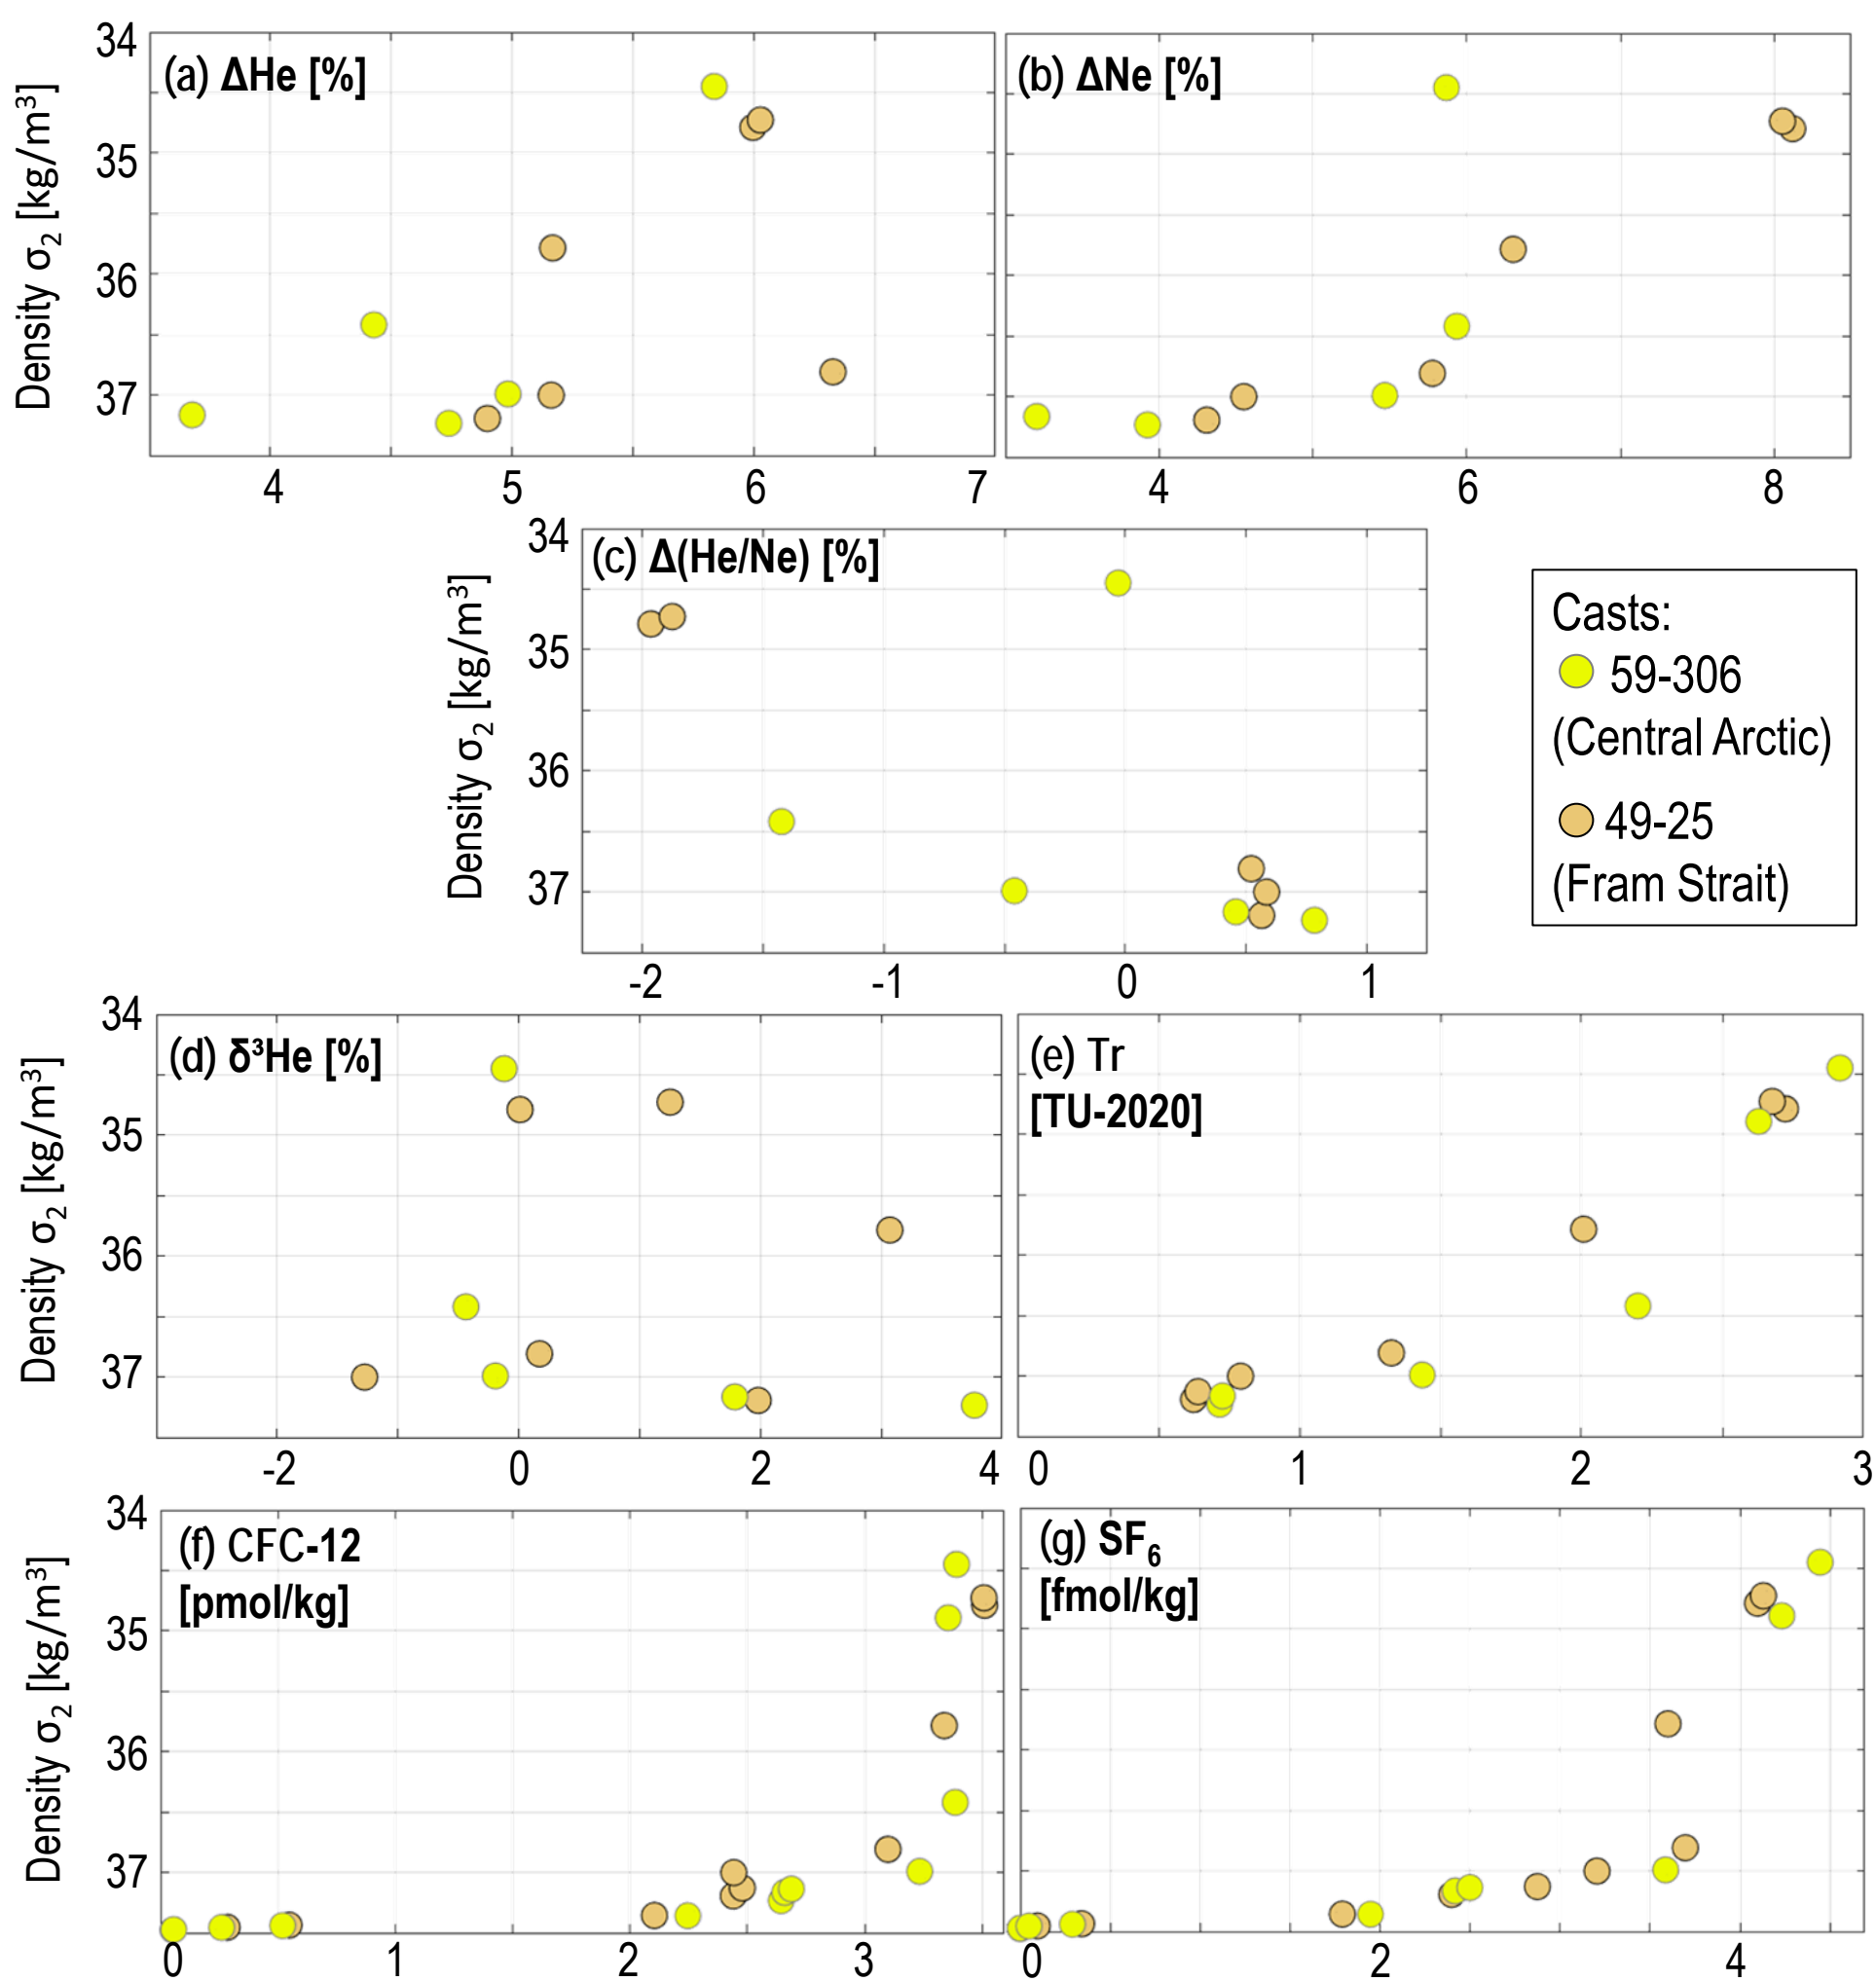 (a) ΔHe [%]
(b) ΔNe [%]
34
35
36
37
Density σ2 [kg/m³]
4 5 6 7
4 6 8
(c) Δ(He/Ne) [%]
34
35
36
37
Density σ2 [kg/m³]
-2 -1 0 1
Casts:
59-306
(Central Arctic)
49-25
(Fram Strait)
(d) δ³He [%]
(e) Tr
[TU-2020]
34
35
36
37
Density σ2 [kg/m³]
-2 0 2 4
0 1 2 3
(f) CFC-12
[pmol/kg]
(g) SF6
[fmol/kg]
34
35
36
37
Density σ2 [kg/m³]
0 1 2 3
0 2 4